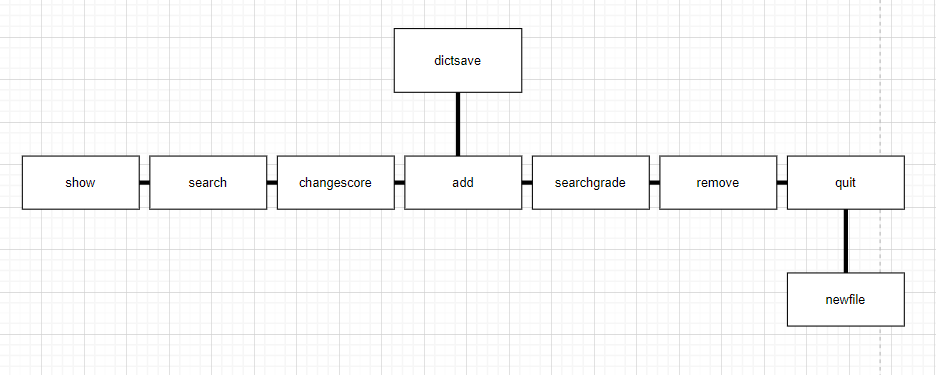 dictsave
show
search
changescore
add
searchgrade
remove
quit
newfile